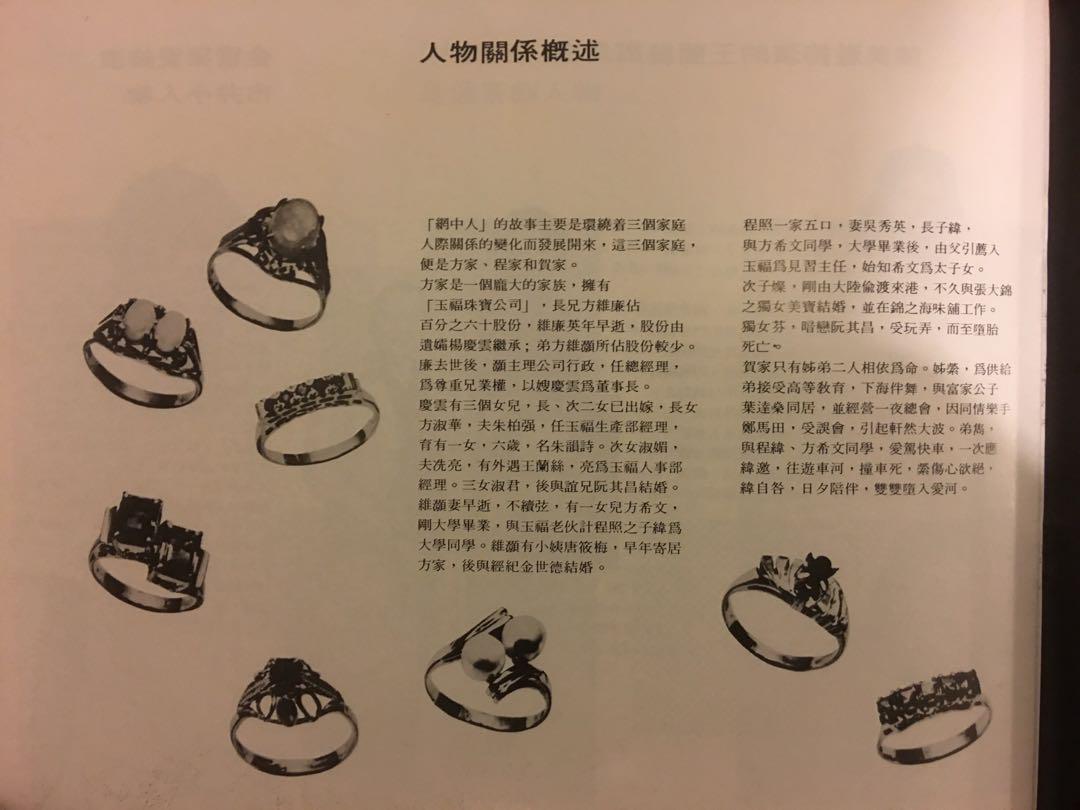 人物關係概述
「網中人」的故事主要是環繞着三個家庭
人際關係的變化而發展開來，這三個家庭，
便是方家、程家和賀家。
方家是一個龐大的家族，擁有
「玉福珠寶公司」，長兄方維廉佔
百分之六十股份，維廉英年早逝，股份由
遺孀楊慶雲繼承；弟方維灝所佔股份較少。
廉去世後，灝主理公司行政，任總經理，
爲尊重兄業權，以嫂慶雲爲董事長。
慶雲有三個女兒，長、次二女已出嫁，長女
方淑華，夫朱柏强，任玉福生產部經理，
育有一女，六歲，名朱韻詩。次女淑媚，
夫冼亮，有外遇王蘭絲，亮爲玉福人事部
經理。三女淑君，後與誼兄阮其昌結婚。
維灝妻早逝，不續弦，有一女兒方希文，
剛大學畢業，與玉福老伙計程照之子緯爲
大學同學。維灝有小姨唐筱梅，早年寄居
方家，後與經紀金世德結婚。
程照一家五口，妻吳秀英，長子緯，
與方希文同學，大學畢業後，由父引薦入
玉福爲見習主任，始知希文爲太子女。
次子燦，剛由大陸偷渡來港，不久與張大錦
之獨女美寶結婚，並在錦之海味舖工作。
獨女芬，暗戀阮其昌，受玩弄，而至墮胎
死亡。
賀家只有姊弟二人相依爲命。姊縈，爲供給
弟接受高等敎育，下海伴舞，與富家公子
葉達燊同居，並經營一夜總會，因同情樂手
鄭馬田，受誤會，引起軒然大波。弟雋，
與程緯、方希文同學，愛駕快車，一次應
緯邀，往遊車河，撞車死，縈傷心欲絕，
緯自咎，日夕陪伴，雙雙墮入愛河。